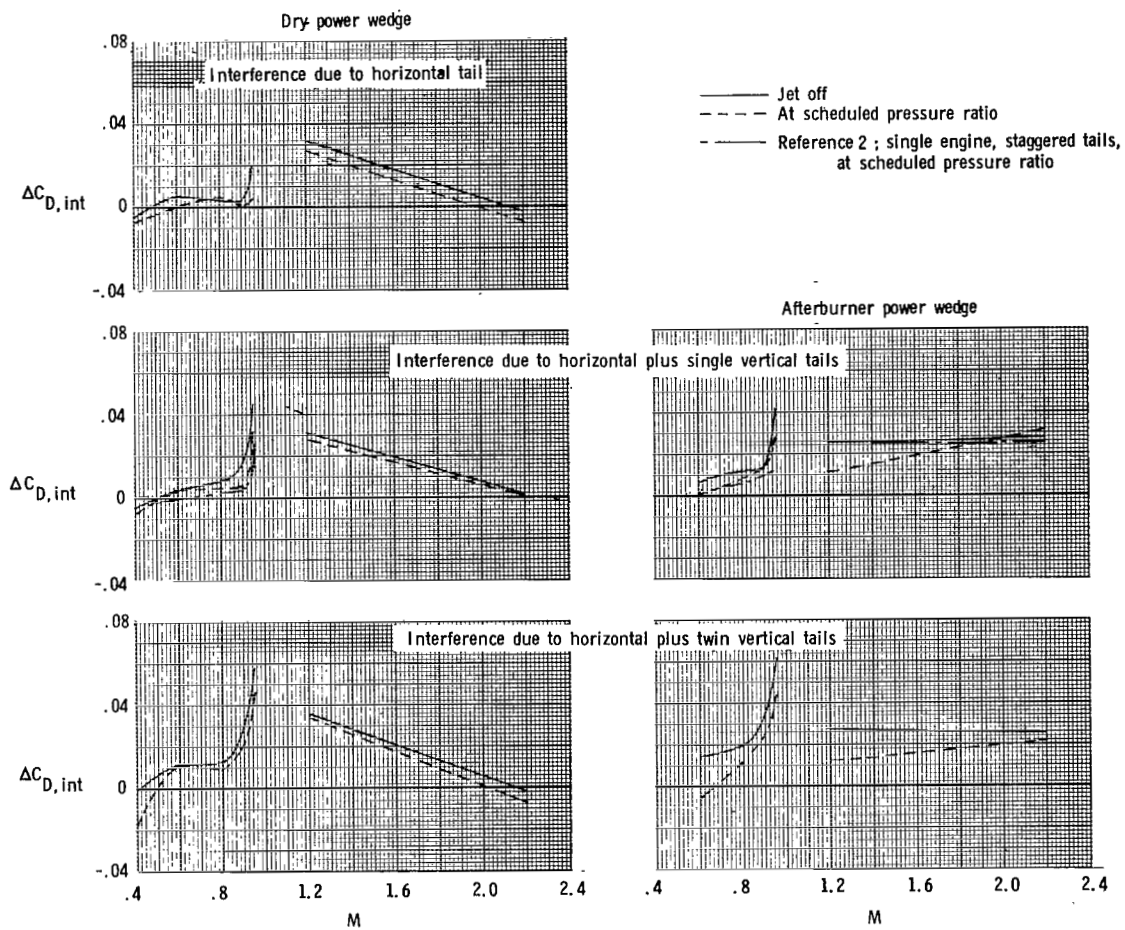 Dry power wedge
.08
Interference due to horizontal tail
.04
ΔC_D, int
0
-.04
Jet off
At scheduled pressure ratio
Reference 2 ; single engine, staggered tails,
at scheduled pressure ratio
Afterburner power wedge
.08
Interference due to horizontal plus single vertical tails
.04
ΔC_D, int
0
-.04
.08
Interference due to horizontal plus twin vertical tails
.04
ΔC_D, int
0
-.04
.4 .8 1.2 1.6 2.0 2.4
M
.4 .8 1.2 1.6 2.0 2.4
M